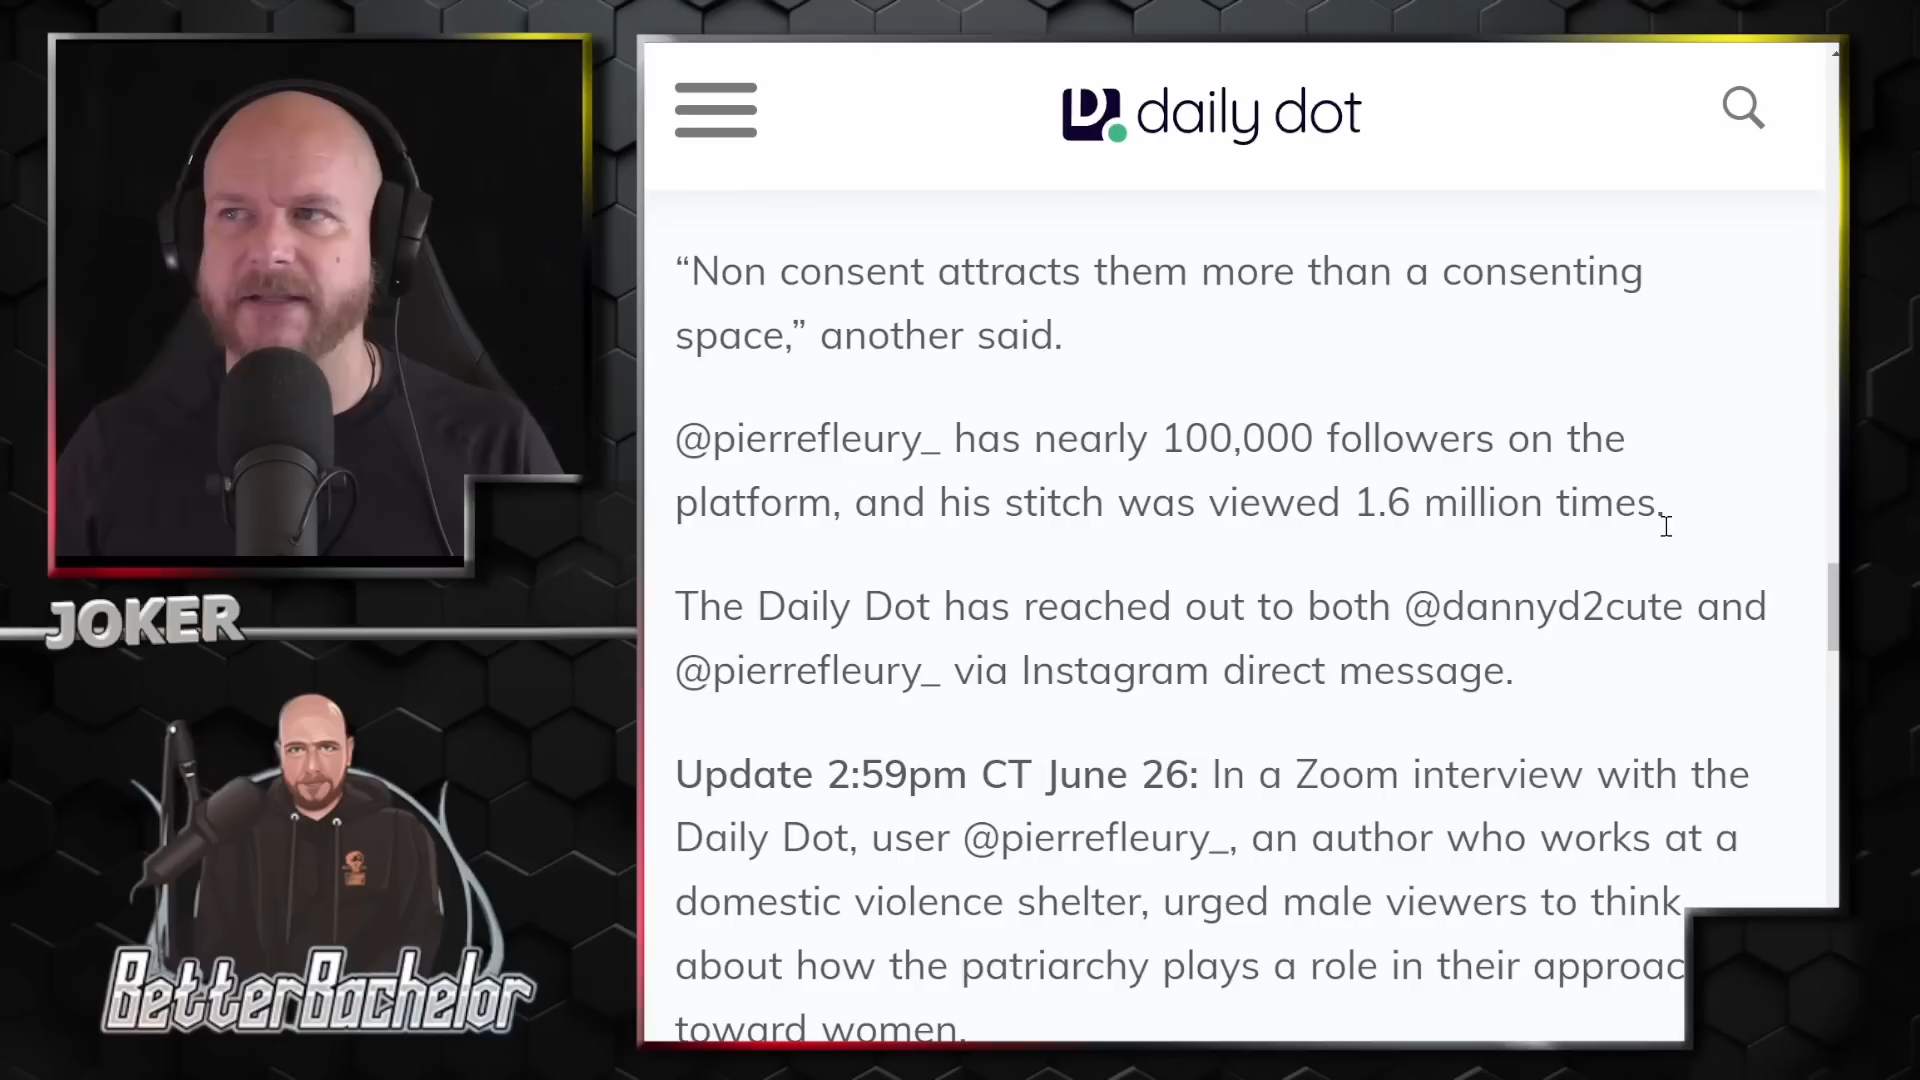 daily dot
“Non consent attracts them more than a consenting
space,” another said.
@pierrefleury_ has nearly 100,000 followers on the
platform, and his stitch was viewed 1.6 million times.
The Daily Dot has reached out to both @dannyd2cute and
@pierrefleury_ via Instagram direct message.
Update 2:59pm CT June 26: In a Zoom interview with the
Daily Dot, user @pierrefleury_, an author who works at a
domestic violence shelter, urged male viewers to think
about how the patriarchy plays a role in their approac
toward women.
JOKER
BetterBachelor